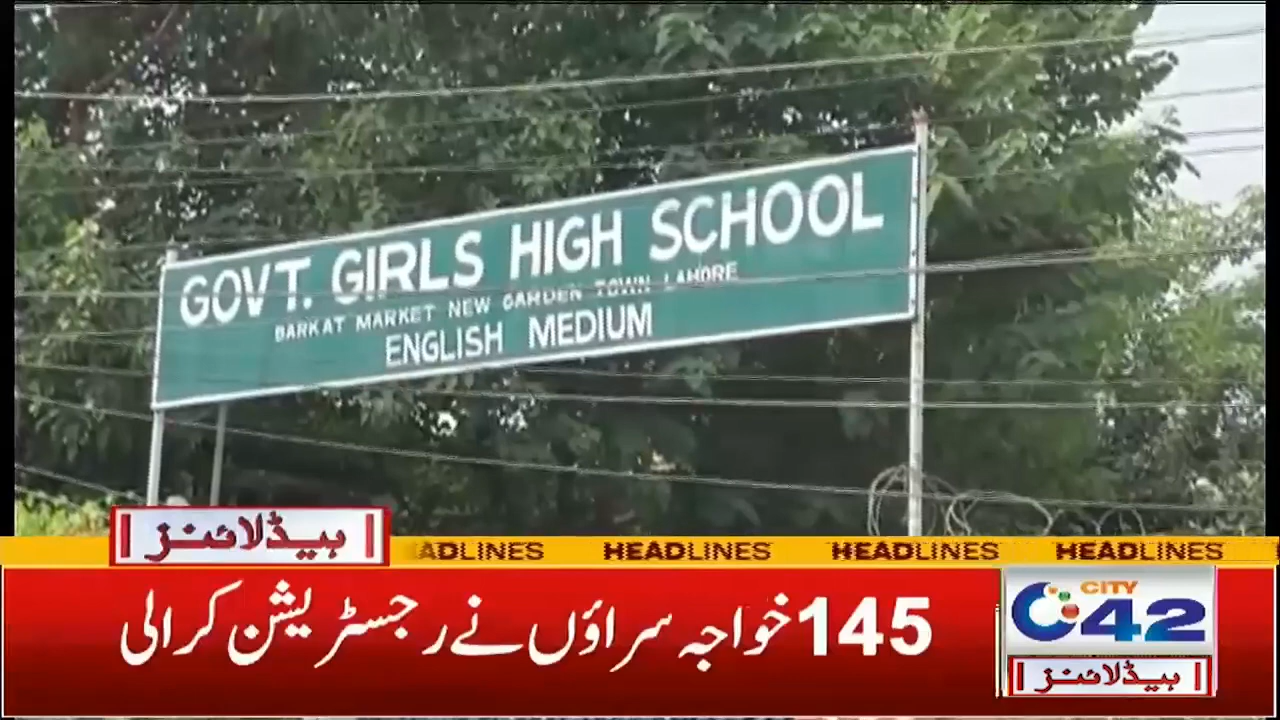 GOVT. GIRLS HIGH SCHOOL
BARKAT MARKET NEW GARDEN TOWN LAHORE
ENGLISH MEDIUM
ہیڈلائنز
ADLINES HEADLINES HEADLINES HEADLINES
145 خواجہ سراؤں نے رجسٹریشن کرالی
CITY
42
ہیڈلائنز